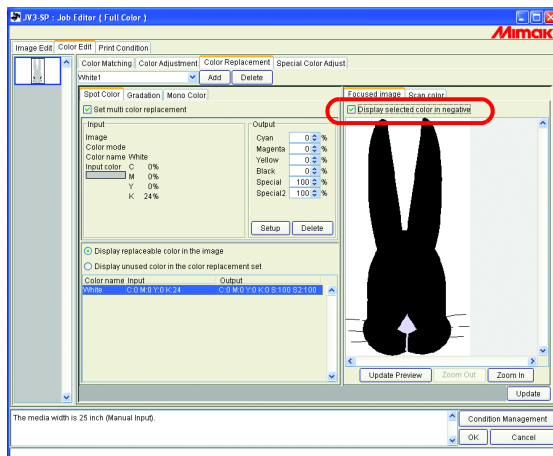 JV3-SP : Job Editor ( Full Color )
Mimaki
Image Edit Color Edit Print Condition
Color Matching Color Adjustment Color Replacement Special Color Adjust
White1 Add Delete
Spot Color Gradation Mono Color
Focused image Scan color
Set multi color replacement
Display selected color in negative
Input
Output
Image
Color mode
Color name White
Input color C 0%
M 0%
Y 0%
K 24%
Cyan 0 %
Magenta 0 %
Yellow 0 %
Black 0 %
Special 100 %
Special2 100 %
Setup Delete
Display replaceable color in the image
Display unused color in the color replacement set
Color name Input Output
White C:0 M:0 Y:0 K:24 C:0 M:0 Y:0 K:0 S:100 S2:100
Update Preview Zoom Out Zoom In
Update
The media width is 25 inch (Manual Input).
Condition Management
OK Cancel